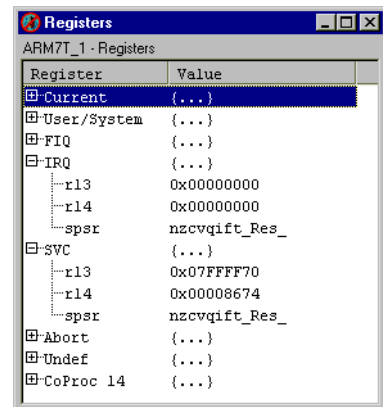 Registers
ARM7T_1 - Registers
Register Value
Current {...}
User/System {...}
FIQ {...}
IRQ {...}
r13 0x00000000
r14 0x00000000
spsr nzcvqift_Res_
SVC {...}
r13 0x07FFFF70
r14 0x00008674
spsr nzcvqift_Res_
Abort {...}
Undef {...}
CoProc 14 {...}